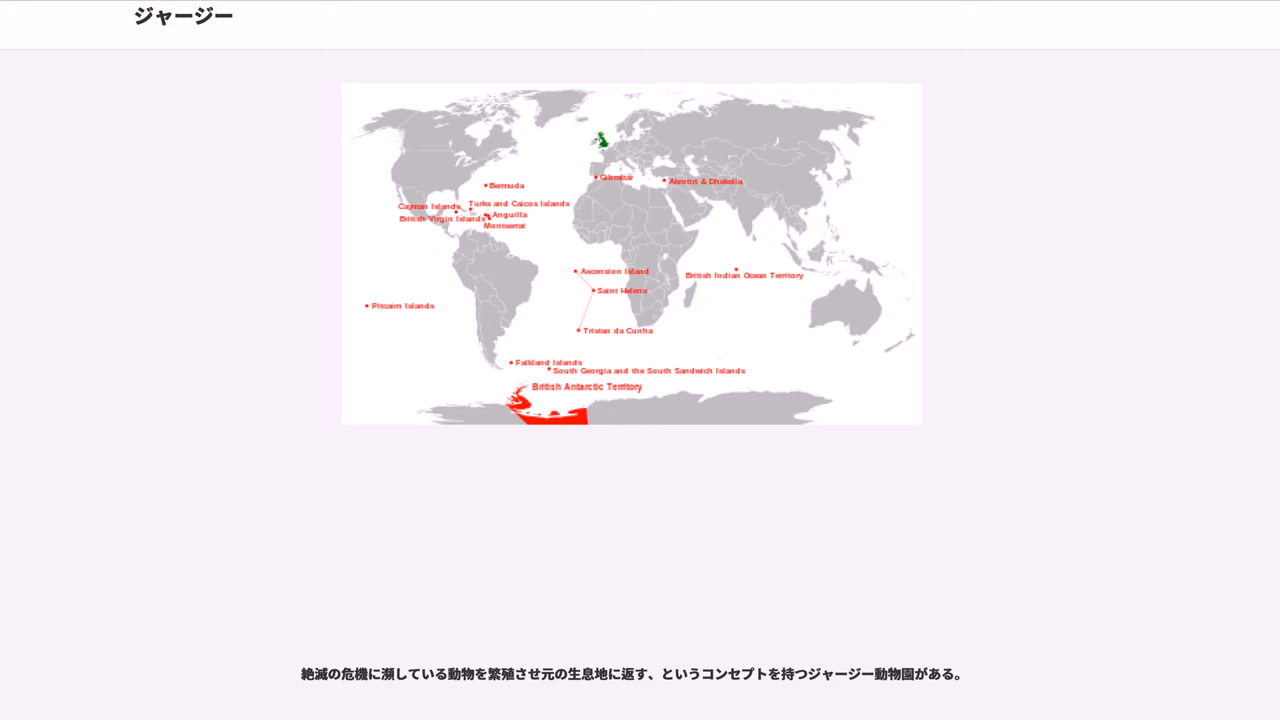 ジャージー
Gibraltar
Akrotiri & Dhekelia
Bermuda
Cayman Islands
Turks and Caicos Islands
British Virgin Islands
Anguilla
Montserrat
Ascension Island
British Indian Ocean Territory
Saint Helena
Pitcairn Islands
Tristan da Cunha
Falkland Islands
South Georgia and the South Sandwich Islands
British Antarctic Territory
絶滅の危機に瀕している動物を繁殖させ元の生息地に返す、というコンセプトを持つジャージー動物園がある。